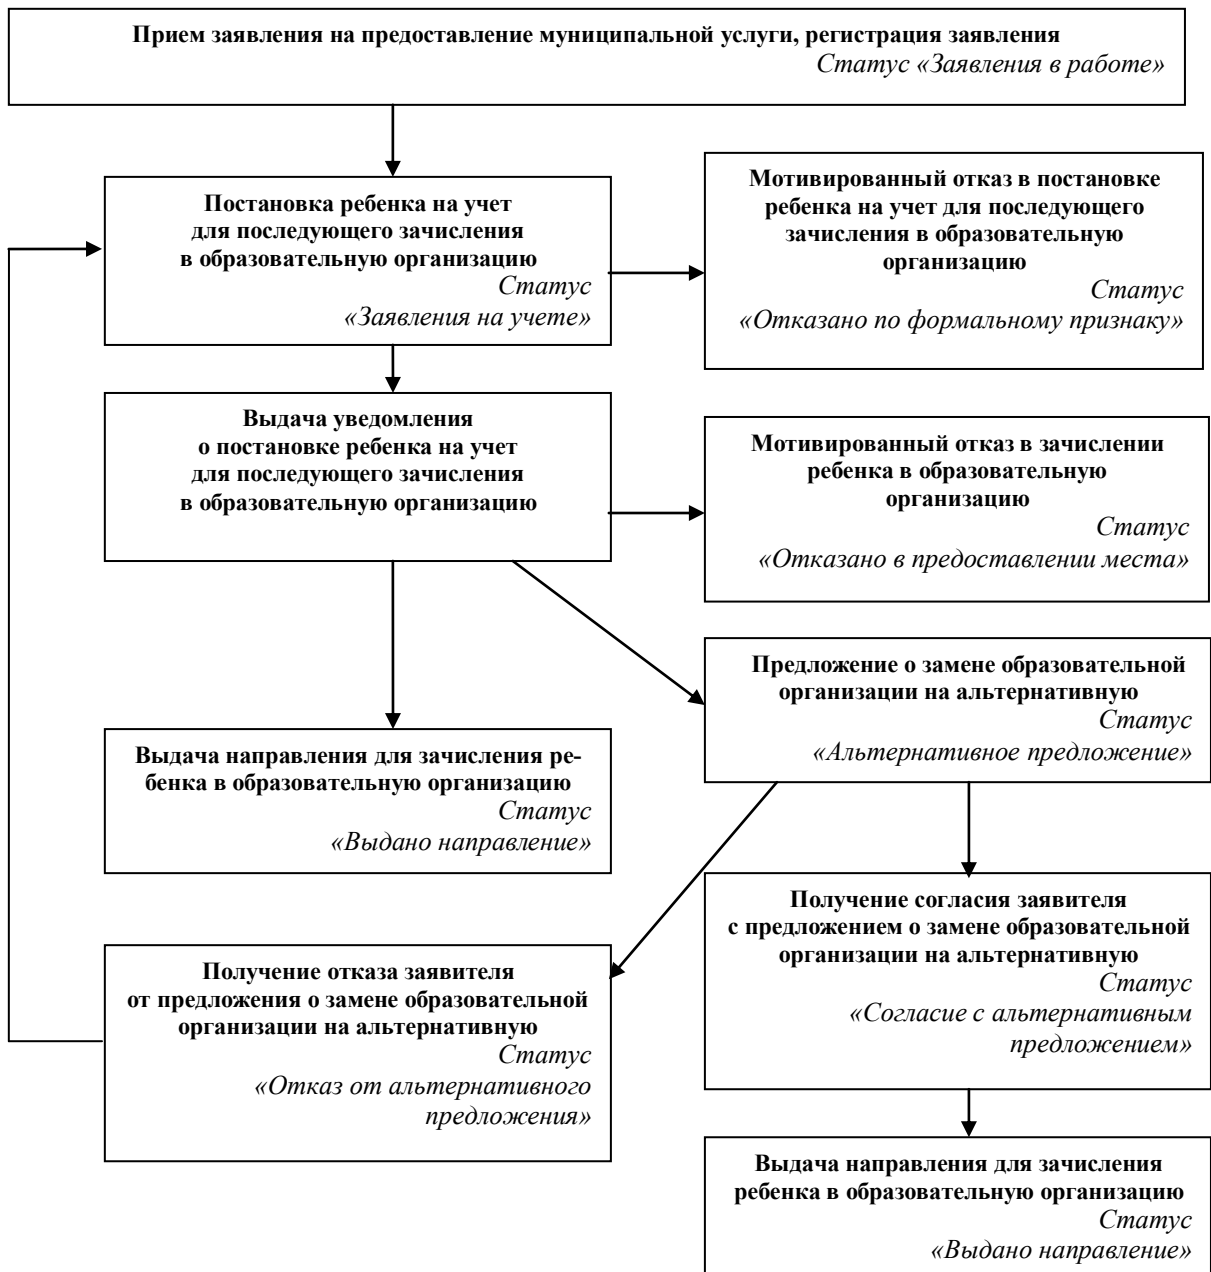 Прием заявления на предоставление муниципальной услуги, регистрация заявления
Статус «Заявления в работе»
Постановка ребенка на учет
для последующего зачисления
в образовательную организацию
Статус
«Заявления на учете»
Мотивированный отказ в постановке
ребенка на учет для последующего
зачисления в образовательную
организацию
Статус
«Отказано по формальному признаку»
Выдача уведомления
о постановке ребенка на учет
для последующего зачисления
в образовательную организацию
Мотивированный отказ в зачислении
ребенка в образовательную
организацию
Статус
«Отказано в предоставлении места»
Предложение о замене образовательной
организации на альтернативную
Статус
«Альтернативное предложение»
Выдача направления для зачисления ре-
бенка в образовательную организацию
Статус
«Выдано направление»
Получение согласия заявителя
с предложением о замене образовательной
организации на альтернативную
Статус
«Согласие с альтернативным
предложением»
Получение отказа заявителя
от предложения о замене образовательной
организации на альтернативную
Статус
«Отказ от альтернативного
предложения»
Выдача направления для зачисления
ребенка в образовательную организацию
Статус
«Выдано направление»